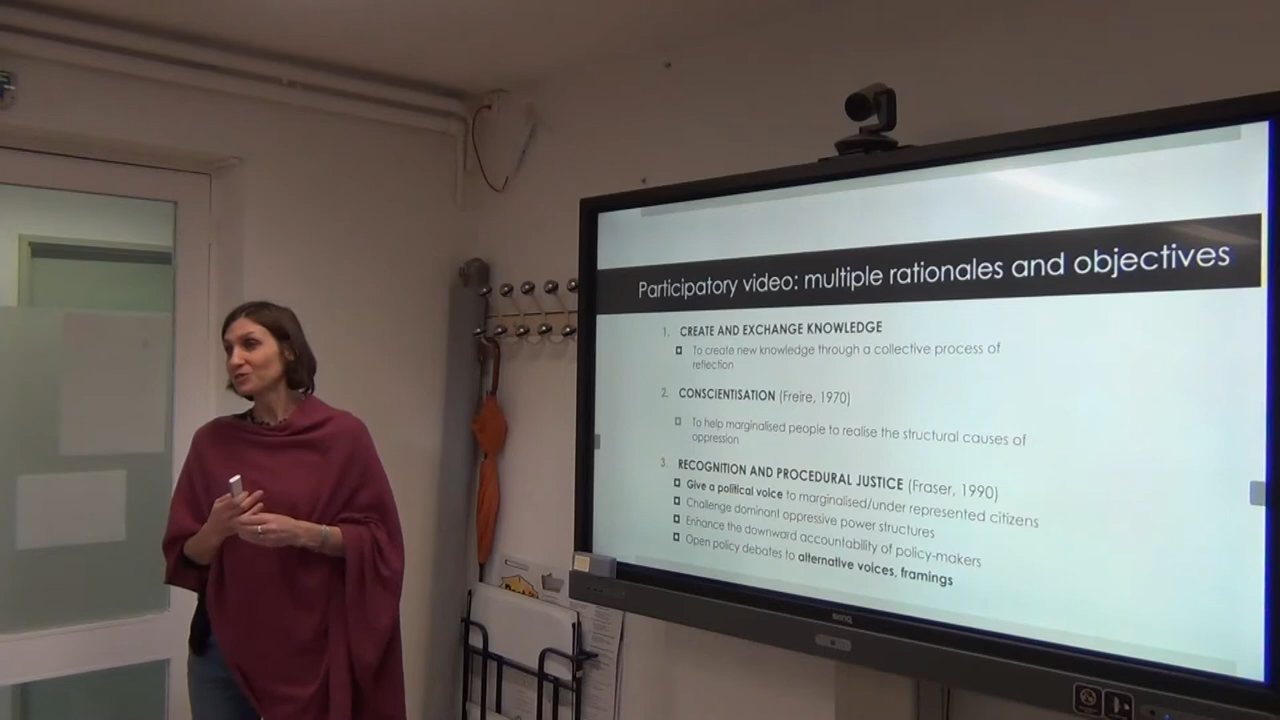 Participatory video: multiple rationales and objectives
1. CREATE AND EXCHANGE KNOWLEDGE
To create new knowledge through a collective process of
reflection
2. CONSCIENTISATION (Freire, 1970)
To help marginalised people to realise the structural causes of
oppression
3. RECOGNITION AND PROCEDURAL JUSTICE (Fraser, 1990)
Give a political voice to marginalised/under represented citizens
Challenge dominant oppressive power structures
Enhance the downward accountability of policy-makers
Open policy debates to alternative voices, framings
BenQ